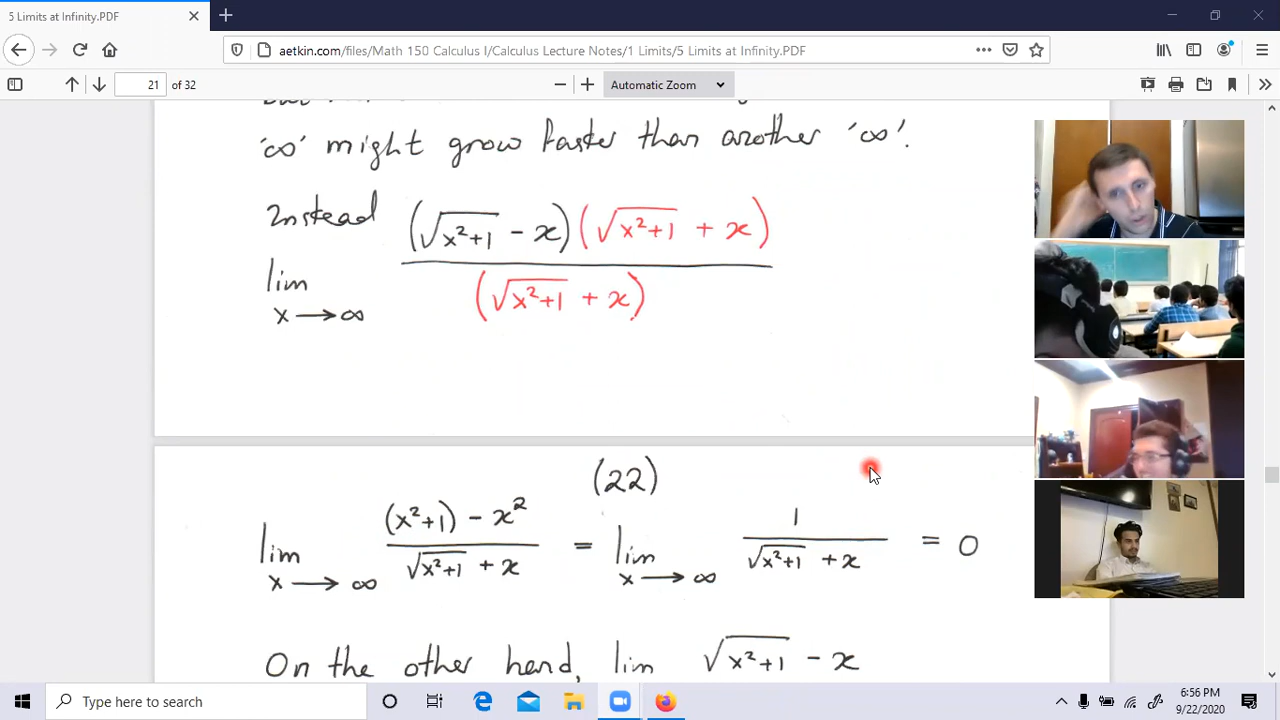 5 Limits at Infinity.PDF
aetkin.com/files/Math 150 Calculus I/Calculus Lecture Notes/1 Limits/5 Limits at Infinity.PDF
21 of 32
Automatic Zoom
'∞' might grow faster than another '∞'.
Instead
(√x²+1 - x)(√x²+1 + x)
lim
x→∞
(√x²+1 + x)
(22)
lim x→∞ (x²+1) - x² / √x²+1 + x = lim x→∞ 1 / √x²+1 + x = 0
On the other hand, lim √x²+1 - x
Type here to search
6:56 PM
9/22/2020